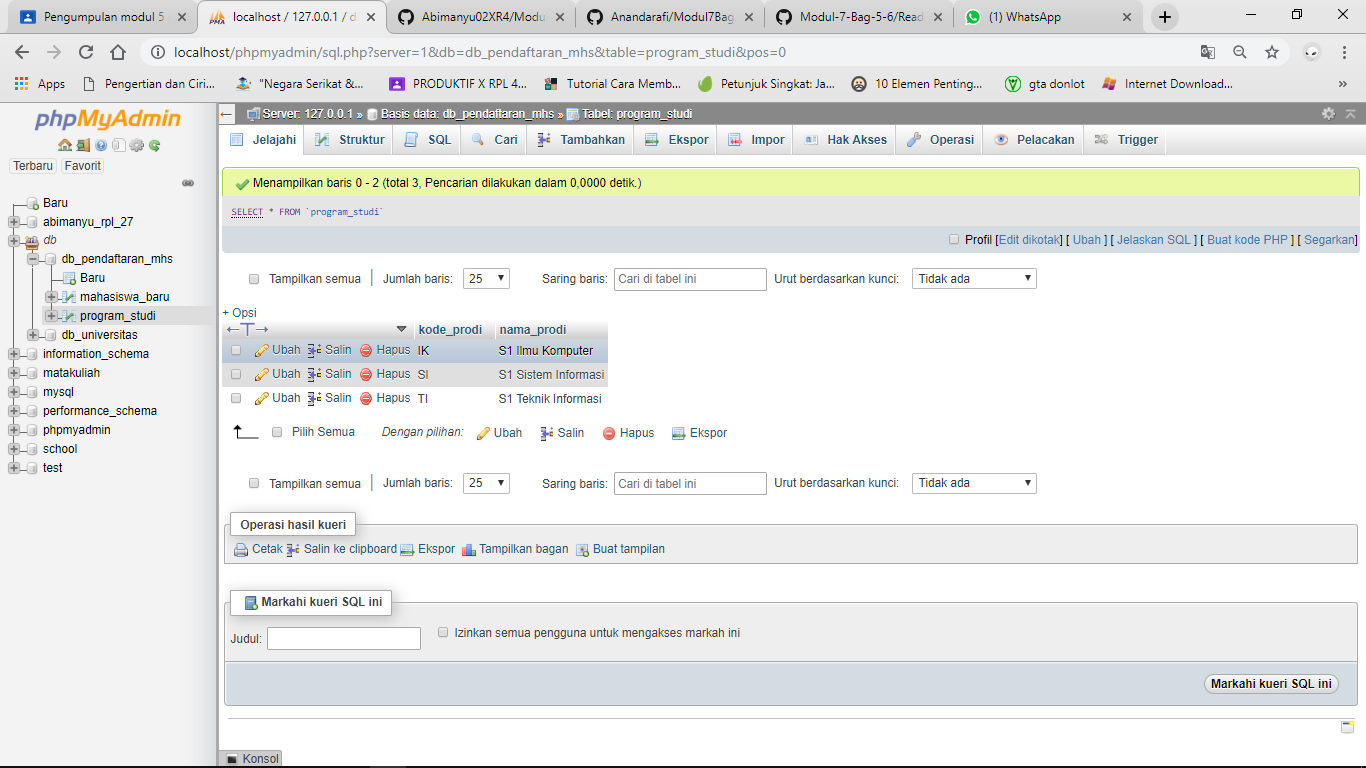 Pengumpulan modul 5
localhost / 127.0.0.1 / d
Abimanyu02XR4/Modu
Anandarafi/Modul7Bag
Modul-7-Bag-5-6/Read
(1) WhatsApp
localhost/phpmyadmin/sql.php?server=1&db=db_pendaftaran_mhs&table=program_studi&pos=0
Apps
Pengertian dan Ciri...
"Negara Serikat &...
PRODUKTIF X RPL 4...
Tutorial Cara Memb...
Petunjuk Singkat: Ja...
10 Elemen Penting...
gta donlot
Internet Download...
»
phpMyAdmin
Terbaru Favorit
Baru
abimanyu_rpl_27
db
db_pendaftaran_mhs
Baru
mahasiswa_baru
program_studi
db_universitas
information_schema
matakuliah
mysql
performance_schema
phpmyadmin
school
test
Server: 127.0.0.1 » Basis data: db_pendaftaran_mhs » Tabel: program_studi
Jelajahi Struktur SQL Cari Tambahkan Ekspor Impor Hak Akses Operasi Pelacakan Trigger
Menampilkan baris 0 - 2 (total 3, Pencarian dilakukan dalam 0,0000 detik.)
SELECT * FROM `program_studi`
Profil [Edit dikotak] [ Ubah ] [ Jelaskan SQL ] [ Buat kode PHP ] [ Segarkan]
Tampilkan semua | Jumlah baris: 25 Saring baris: Cari di tabel ini Urut berdasarkan kunci: Tidak ada
+ Opsi
←T→ kode_prodi nama_prodi
Ubah Salin Hapus IK S1 Ilmu Komputer
Ubah Salin Hapus SI S1 Sistem Informasi
Ubah Salin Hapus TI S1 Teknik Informasi
Pilih Semua Dengan pilihan: Ubah Salin Hapus Ekspor
Tampilkan semua | Jumlah baris: 25 Saring baris: Cari di tabel ini Urut berdasarkan kunci: Tidak ada
Operasi hasil kueri
Cetak Salin ke clipboard Ekspor Tampilkan bagan Buat tampilan
Markahi kueri SQL ini
Judul: Izinkan semua pengguna untuk mengakses markah ini
Markahi kueri SQL ini
Konsol